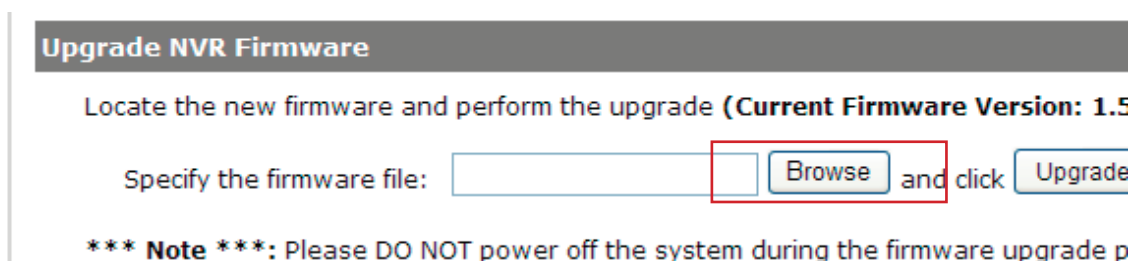 Upgrade NVR Firmware
Locate the new firmware and perform the upgrade (Current Firmware Version: 1.5
Specify the firmware file: Browse and click Upgrade
*** Note ***: Please DO NOT power off the system during the firmware upgrade p